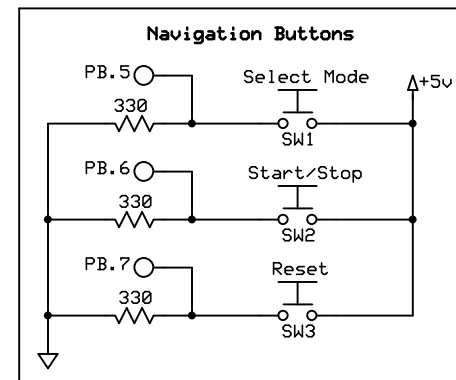 Navigation Buttons
PB.5
Select Mode
+5v
330
SW1
PB.6
Start/Stop
330
SW2
PB.7
Reset
330
SW3